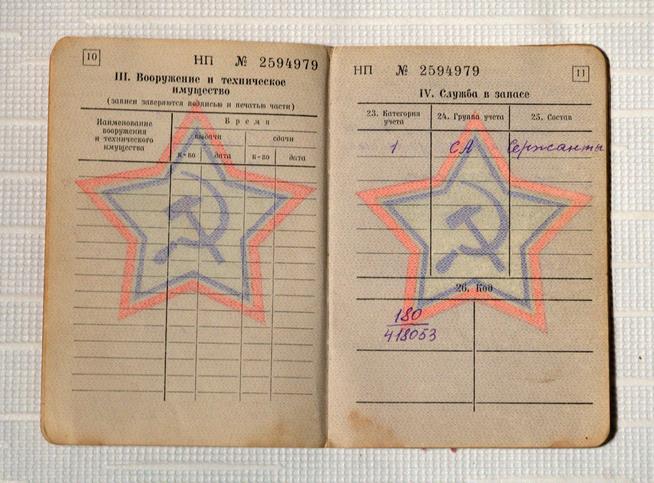 10
НП № 2594979
III. Вооружение и техническое
имущество
(записи заверяются подписью и печатью части)
Наименование
вооружения
и технического
имущества
Время
выдачи
сдачи
к-во
дата
к-во
дата
НП № 2594979
11
IV. Служба в запасе
23. Категория
учета
24. Группа учета
25. Состав
1
СА
Сержанты
26. Код
180
418053